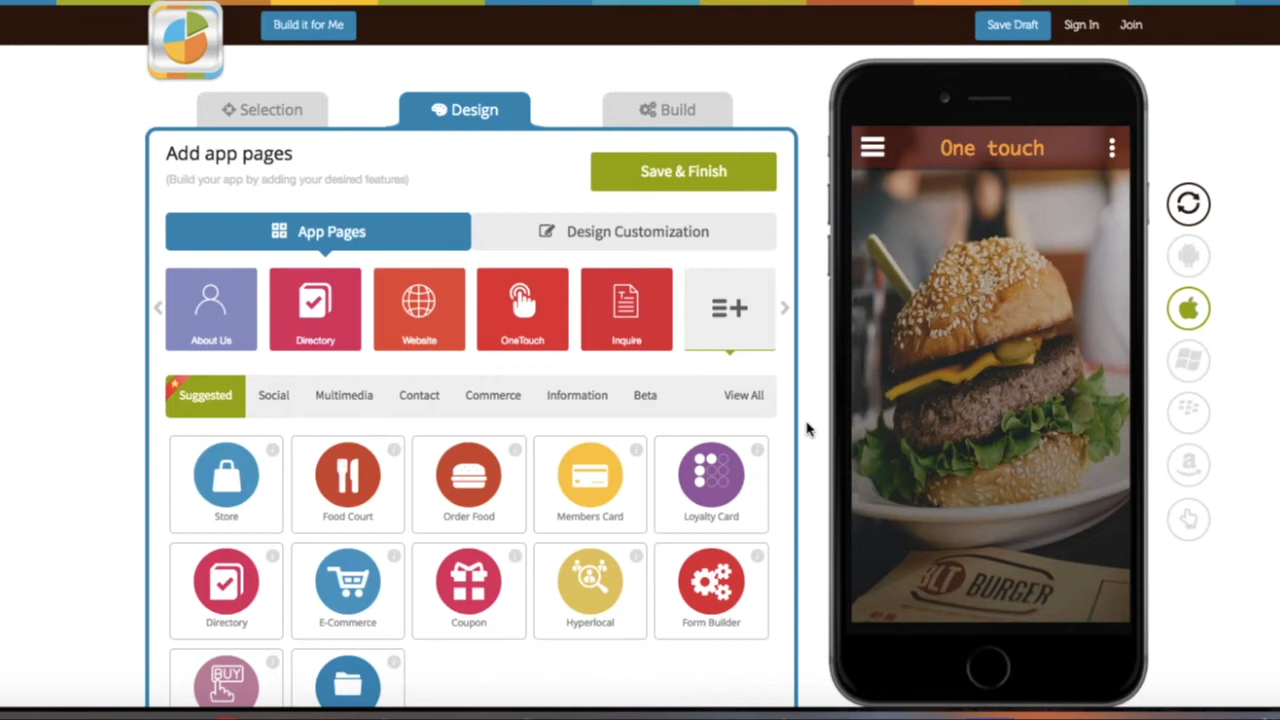 Build it for Me
Save Draft
Sign In
Join
Selection
Design
Build
Add app pages
(Build your app by adding your desired features)
Save & Finish
App Pages
Design Customization
About Us
Directory
Website
OneTouch
Inquire
Suggested
Social
Multimedia
Contact
Commerce
Information
Beta
View All
Store
Food Court
Order Food
Members Card
Loyalty Card
Directory
E-Commerce
Coupon
Hyperlocal
Form Builder
BUY
One touch
BLT BURGER